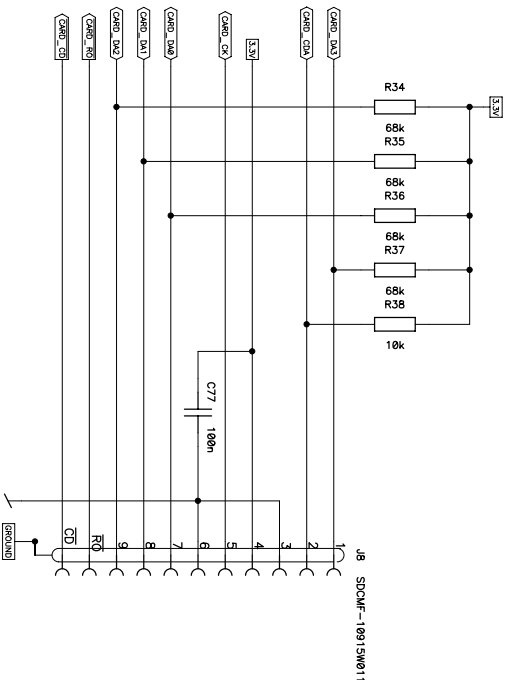 CARD_CD
CARD_RO
CARD_DA2
CARD_DA1
CARD_DA0
CARD_CK
3.3V
CARD_CDA
CARD_DA3
3.3V
R34
68k
R35
68k
R36
68k
R37
68k
R38
10k
C77
100n
GROUND
CD
RO
9
8
7
6
5
4
3
2
1
J8
SDCMF-10915W011